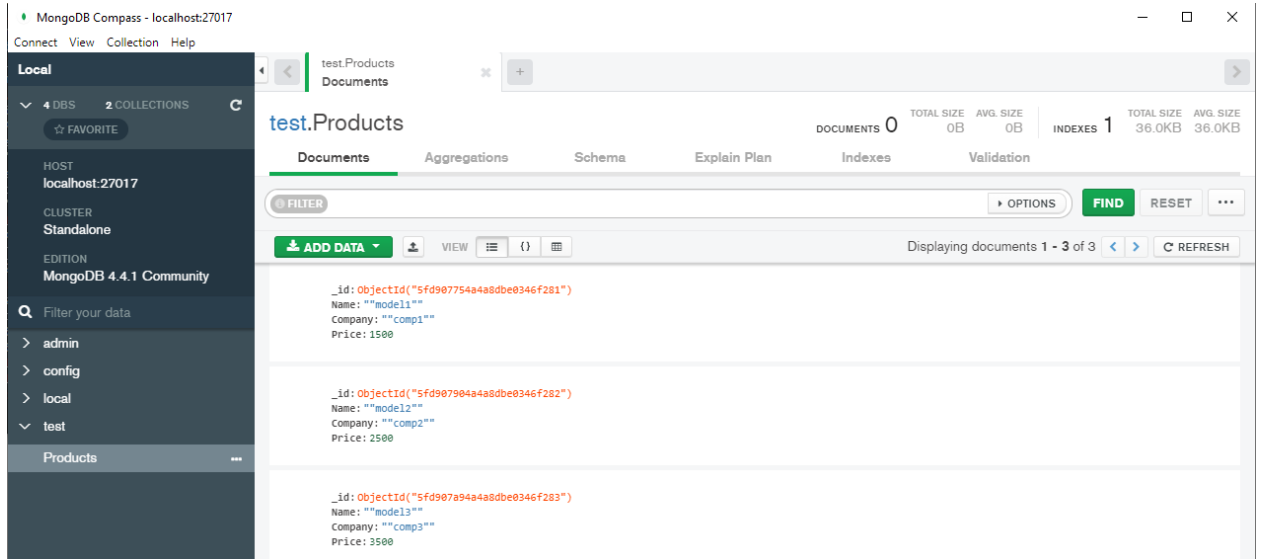 MongoDB Compass - localhost:27017
Connect View Collection Help
Local
4 DBS 2 COLLECTIONS
FAVORITE
HOST
localhost:27017
CLUSTER
Standalone
EDITION
MongoDB 4.4.1 Community
Filter your data
admin
config
local
test
Products
test.Products
Documents
test.Products
DOCUMENTS 0 TOTAL SIZE 0B AVG. SIZE 0B INDEXES 1 TOTAL SIZE 36.0KB AVG. SIZE 36.0KB
Documents Aggregations Schema Explain Plan Indexes Validation
FILTER OPTIONS FIND RESET
ADD DATA VIEW {} Displaying documents 1 - 3 of 3 REFRESH
_id: ObjectId("5fd907754a4a8dbe0346f281")
Name: ""model1""
Company: ""comp1""
Price: 1500
_id: ObjectId("5fd907904a4a8dbe0346f282")
Name: ""model2""
Company: ""comp2""
Price: 2500
_id: ObjectId("5fd907a94a4a8dbe0346f283")
Name: ""model3""
Company: ""comp3""
Price: 3500